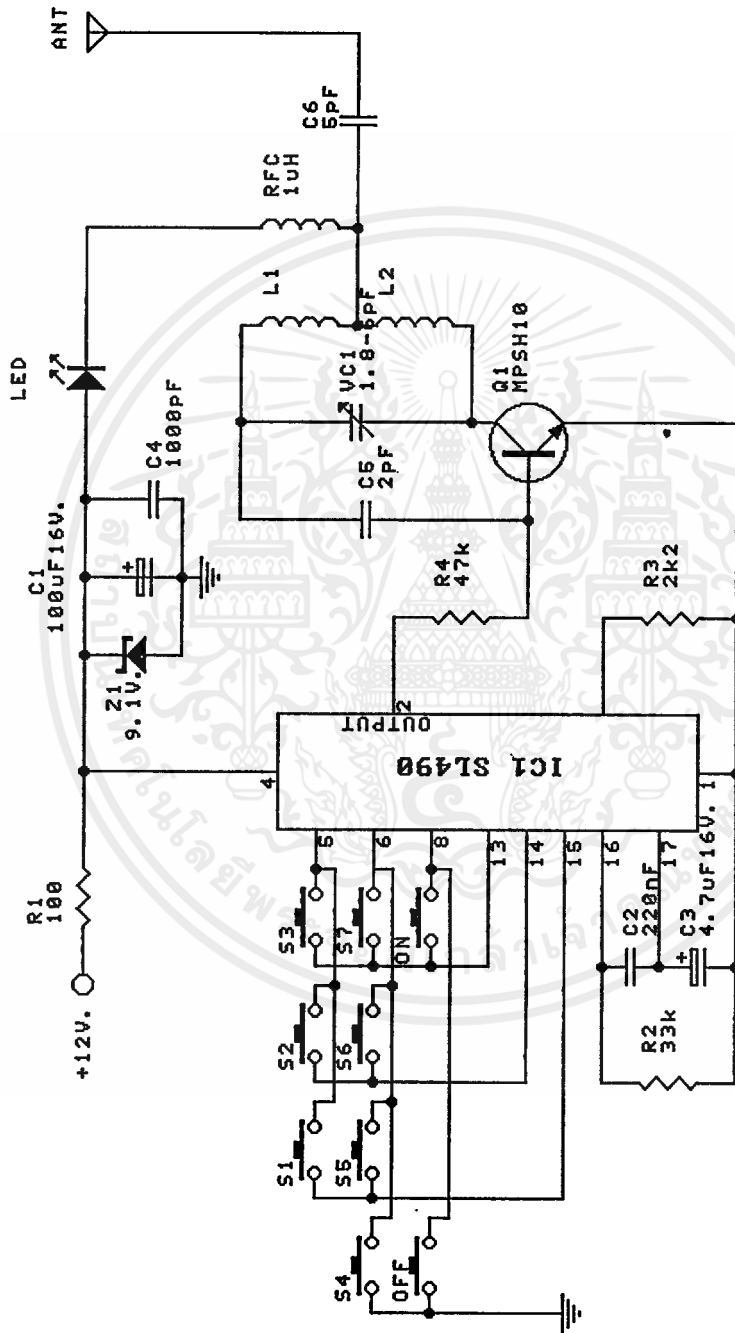 ANT
C6
5pF
RFC
1uH
LED
L1
L2
VC1
1.8-6pF
C5
2pF
Q1
MPSH10
C4
1000pF
C1
100uF16V.
Z1
9.1V.
R4
47k
R3
2k2
OUTPUT
2
IC1 SL490
4
1
5
6
8
13
14
15
16
17
R1
100
+12V.
S3
S7
ON
S2
S6
S1
S5
S4
OFF
C2
220nF
C3
4.7uF16V.
R2
33k